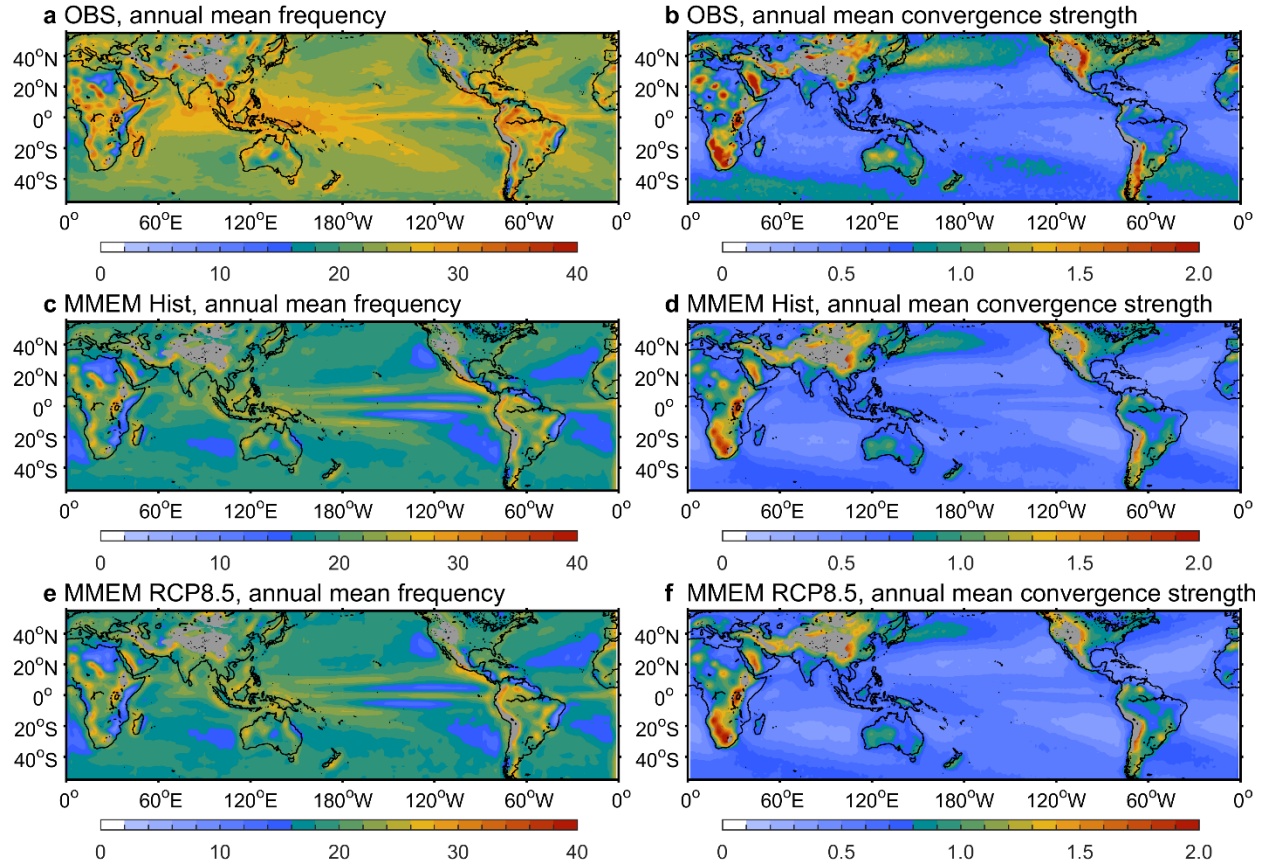 a OBS, annual mean frequency
b OBS, annual mean convergence strength
40°N
20°N
0°
20°S
40°S
0° 60°E 120°E 180°W 120°W 60°W 0°
0 10 20 30 40
40°N
20°N
0°
20°S
40°S
0° 60°E 120°E 180°W 120°W 60°W 0°
0 0.5 1.0 1.5 2.0
c MMEM Hist, annual mean frequency
d MMEM Hist, annual mean convergence strength
40°N
20°N
0°
20°S
40°S
0° 60°E 120°E 180°W 120°W 60°W 0°
0 10 20 30 40
40°N
20°N
0°
20°S
40°S
0° 60°E 120°E 180°W 120°W 60°W 0°
0 0.5 1.0 1.5 2.0
e MMEM RCP8.5, annual mean frequency
f MMEM RCP8.5, annual mean convergence strength
40°N
20°N
0°
20°S
40°S
0° 60°E 120°E 180°W 120°W 60°W 0°
0 10 20 30 40
40°N
20°N
0°
20°S
40°S
0° 60°E 120°E 180°W 120°W 60°W 0°
0 0.5 1.0 1.5 2.0